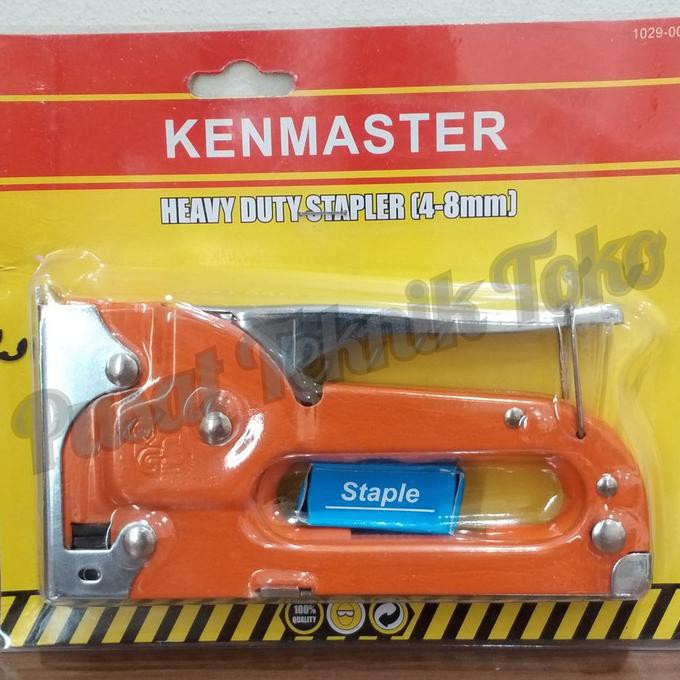 1029-00
KENMASTER
HEAVY DUTY STAPLER (4-8mm)
Pusat Teknik Toko
Staple
100%
QUALITY